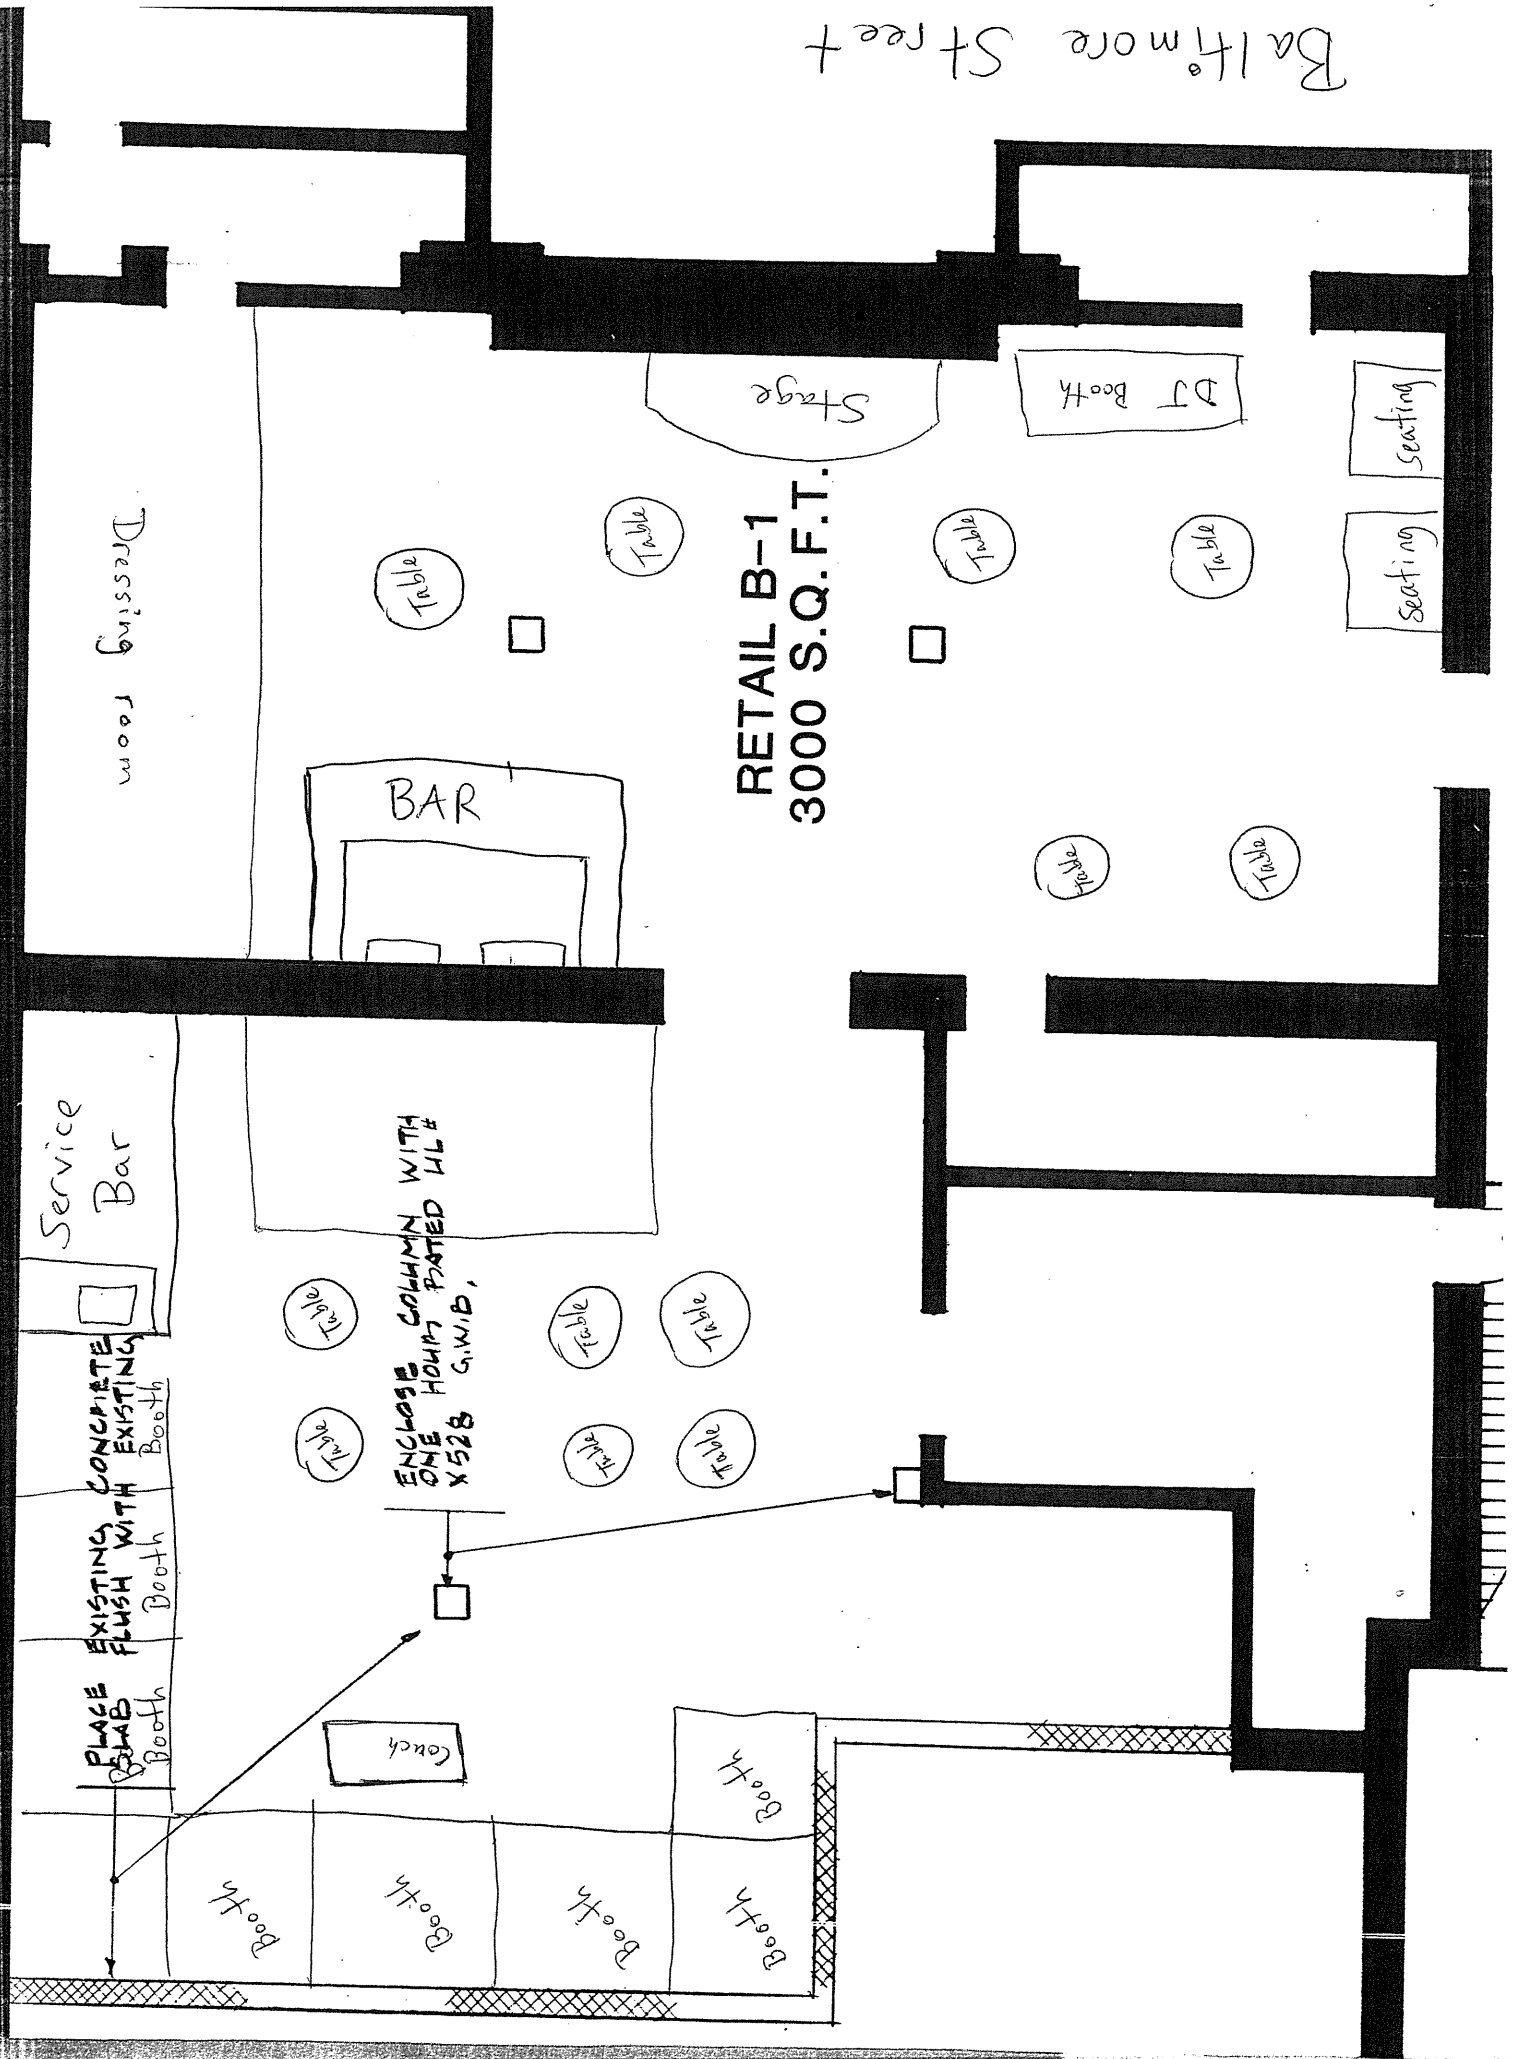 Baltimore Street
Stage
DJ Booth
Seating
Seating
Dressing room
Table
Table
Table
Table
RETAIL B-1
3000 S.Q.F.T.
BAR
Table
Table
Service
Bar
ENCLOSE COLUMN WITH
ONE HOUR RATED UL#
X528 G.W.B.
Table
Table
Table
Table
Table
Table
PLACE EXISTING CONCRETE
SLAB FLUSH WITH EXISTING
Booth
Booth
Booth
Couch
Booth
Booth
Booth
Booth
Booth